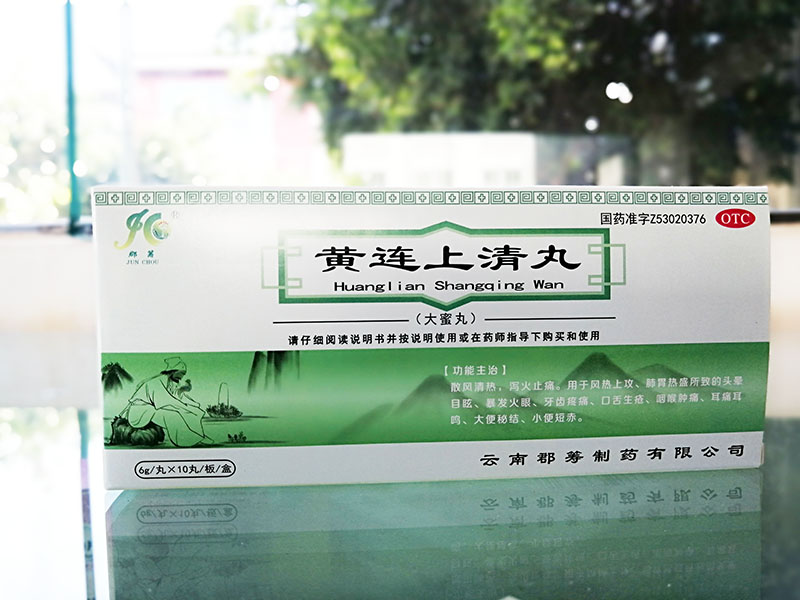 国药准字Z53020376 OTC
JC®
郡筹
JUN CHOU
黄连上清丸
Huanglian Shangqing Wan
（大蜜丸）
请仔细阅读说明书并按说明使用或在药师指导下购买和使用
【功能主治】
散风清热，泻火止痛。用于风热上攻、肺胃热盛所致的头晕
目眩、暴发火眼、牙齿疼痛、口舌生疮、咽喉肿痛、耳痛耳
鸣、大便秘结、小便短赤。
6g/丸×10丸/板/盒
云南郡筹制药有限公司